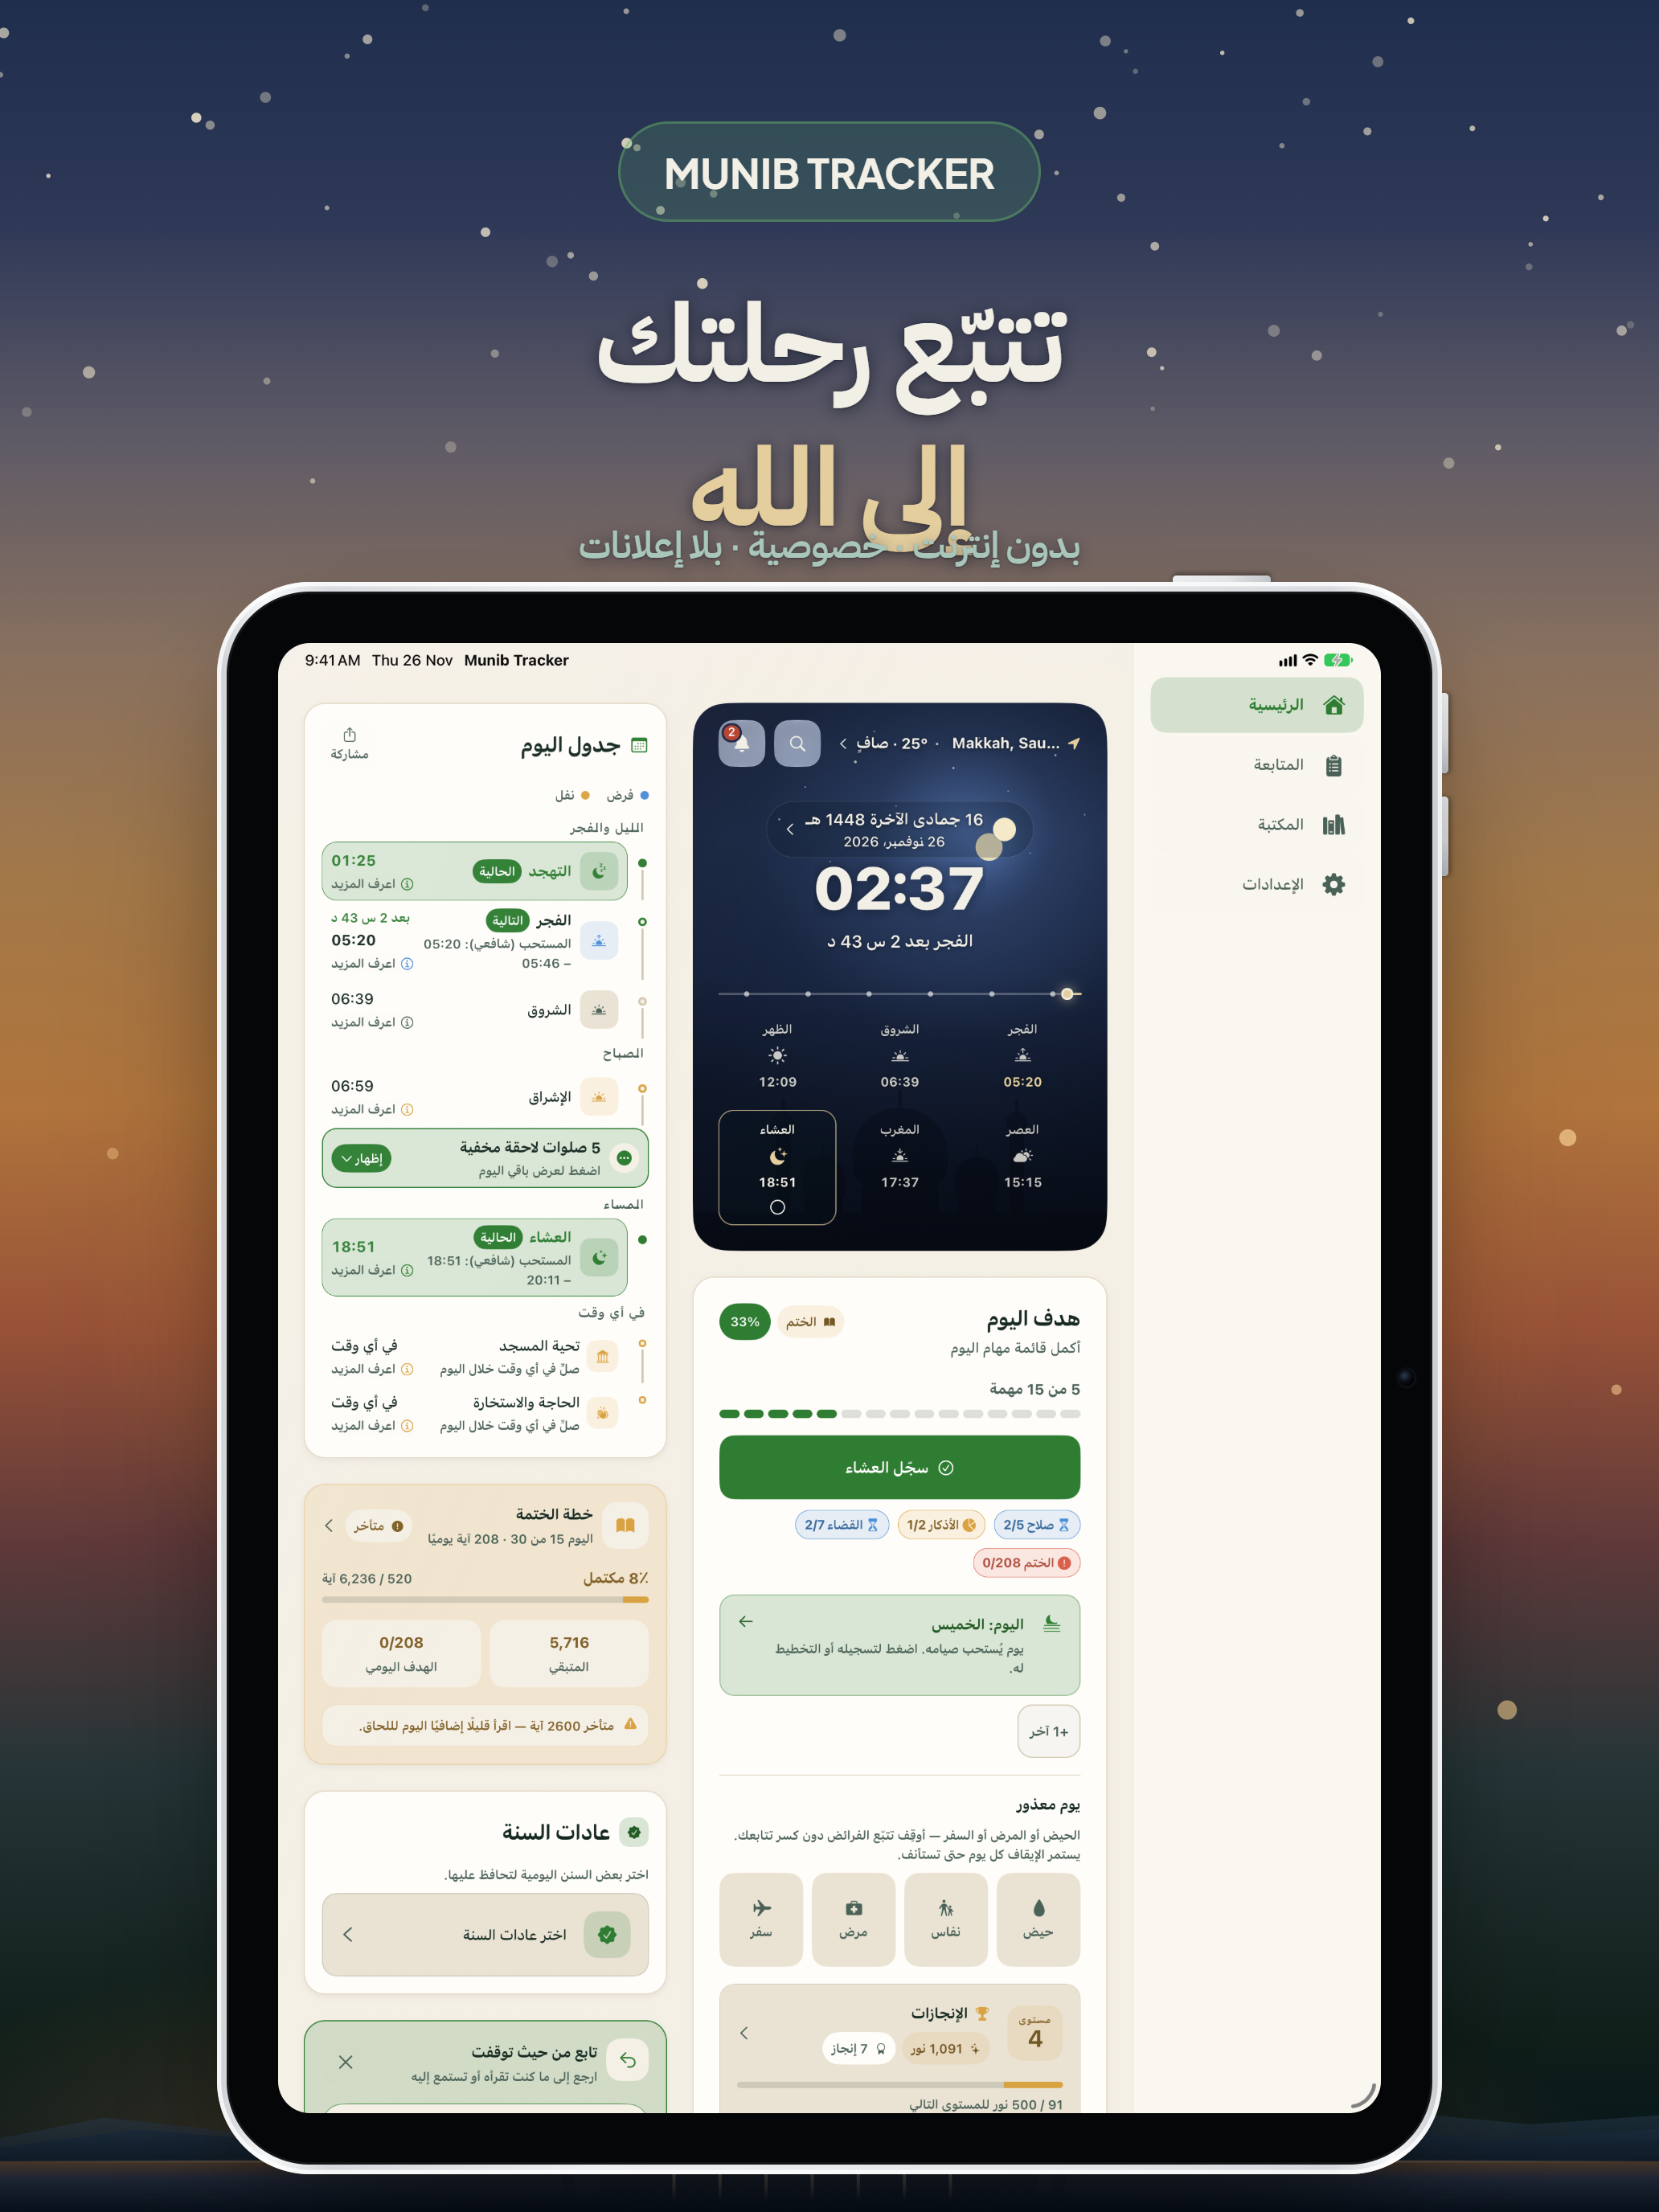 MUNIB TRACKER
تتبّع رحلتك
إلى الله
بدون إنترنت · خصوصية · بلا إعلانات
9:41 AM Thu 26 Nov Munib Tracker
الرئيسية
المتابعة
المكتبة
الإعدادات
Makkah, Sau... · 25° · صافٍ
2
16 جمادى الآخرة 1448 هـ
26 نوفمبر، 2026
02:37
الفجر بعد 2 س 43 د
الفجر الشروق الظهر
05:20 06:39 12:09
العصر المغرب العشاء
15:15 17:37 18:51
هدف اليوم
الختم 33%
أكمل قائمة مهام اليوم
5 من 15 مهمة
سجّل العشاء
صلاح 2/5 الأذكار 1/2 القضاء 2/7
الختم 0/208
اليوم: الخميس
يوم يُستحب صيامه. اضغط لتسجيله أو التخطيط
له.
+1 آخر
يوم معذور
الحيض أو المرض أو السفر — أوقِف تتبّع الفرائض دون كسر تتابعك.
يستمر الإيقاف كل يوم حتى تستأنف.
حيض نفاس مرض سفر
مستوى
4
الإنجازات
1,091 نور 7 إنجاز
91 / 500 نور للمستوى التالي
جدول اليوم
مشاركة
فرض نفل
الليل والفجر
التهجد الحالية 01:25
اعرف المزيد
الفجر التالية بعد 2 س 43 د
المستحب (شافعي): 05:20
– 05:46
05:20
اعرف المزيد
الشروق 06:39
اعرف المزيد
الصباح
الإشراق 06:59
اعرف المزيد
5 صلوات لاحقة مخفية
اضغط لعرض باقي اليوم
إظهار
المساء
العشاء الحالية 18:51
المستحب (شافعي): 18:51
– 20:11
اعرف المزيد
في أي وقت
تحية المسجد في أي وقت
صلِّ في أي وقت خلال اليوم اعرف المزيد
الحاجة والاستخارة في أي وقت
صلِّ في أي وقت خلال اليوم اعرف المزيد
خطة الختمة
متأخر
اليوم 15 من 30 · 208 آية يوميًا
8٪ مكتمل
520 / 6,236 آية
5,716 0/208
المتبقي الهدف اليومي
متأخر 2600 آية — اقرأ قليلًا إضافيًا اليوم لللحاق.
عادات السنة
اختر بعض السنن اليومية لتحافظ عليها.
اختر عادات السنة
تابع من حيث توقفت
ارجع إلى ما كنت تقرأه أو تستمع إليه